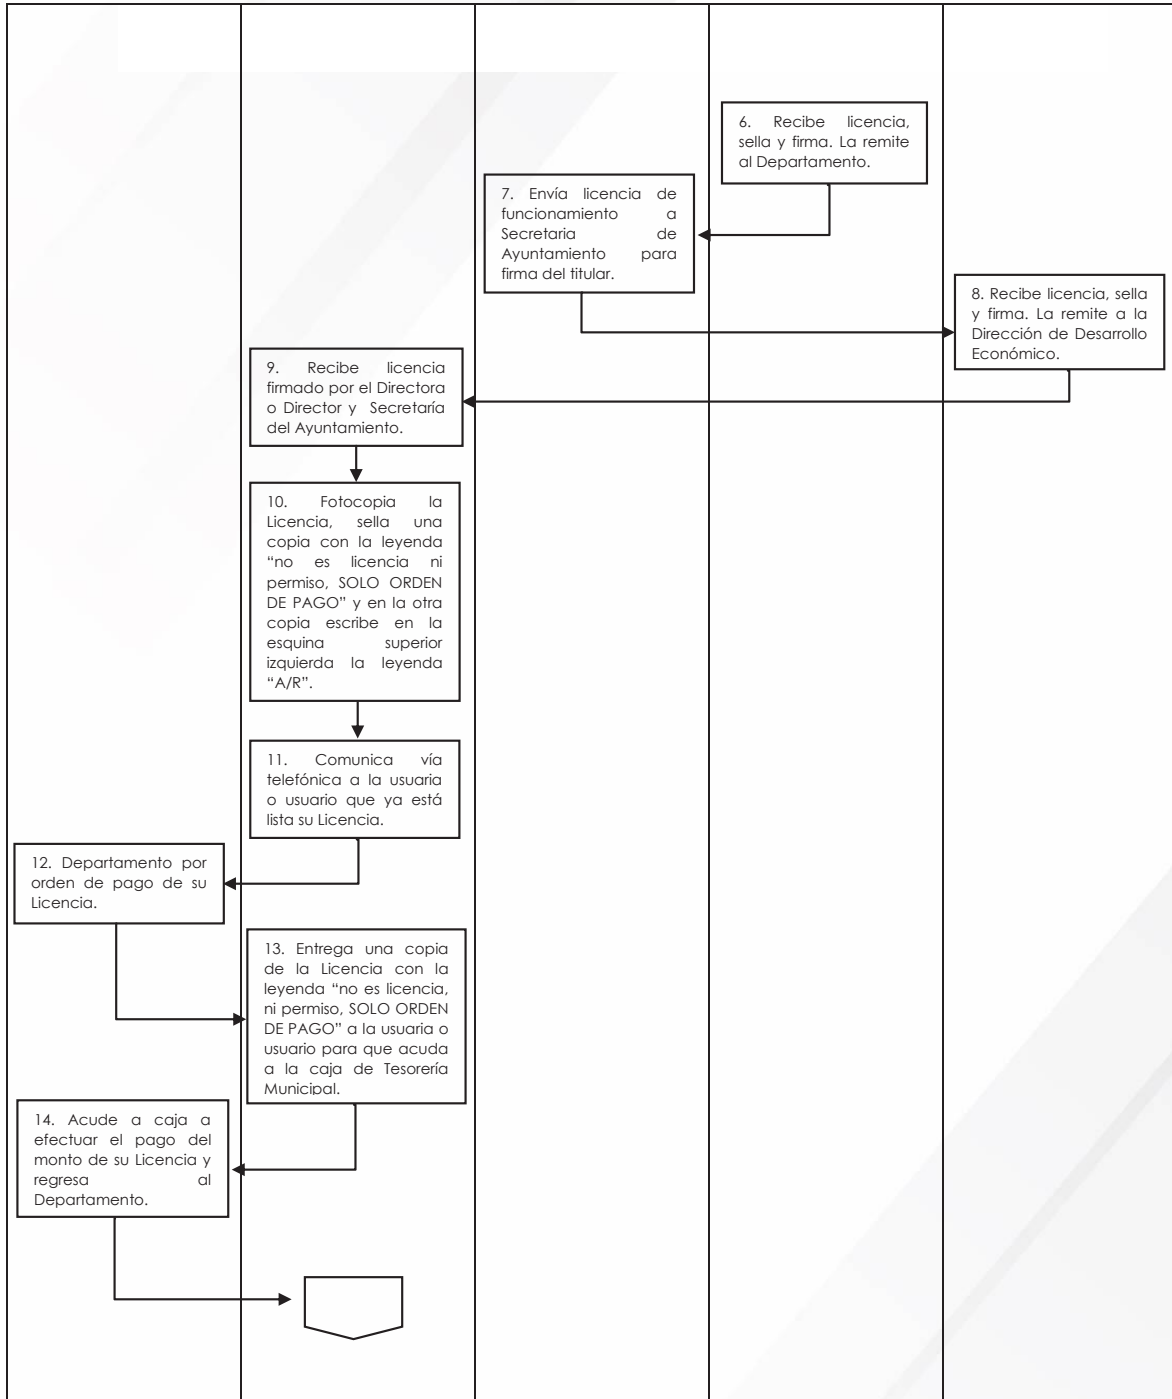 6. Recibe licencia,
sella y firma. La remite
al Departamento.
7. Envía licencia de
funcionamiento a
Secretaria de
Ayuntamiento para
firma del titular.
8. Recibe licencia, sella
y firma. La remite a la
Dirección de Desarrollo
Económico.
9. Recibe licencia
firmado por el Directora
o Director y Secretaría
del Ayuntamiento.
10. Fotocopia la
Licencia, sella una
copia con la leyenda
“no es licencia ni
permiso, SOLO ORDEN
DE PAGO” y en la otra
copia escribe en la
esquina superior
izquierda la leyenda
“A/R”.
11. Comunica vía
telefónica a la usuaria
o usuario que ya está
lista su Licencia.
12. Departamento por
orden de pago de su
Licencia.
13. Entrega una copia
de la Licencia con la
leyenda “no es licencia,
ni permiso, SOLO ORDEN
DE PAGO” a la usuaria o
usuario para que acuda
a la caja de Tesorería
Municipal.
14. Acude a caja a
efectuar el pago del
monto de su Licencia y
regresa al
Departamento.